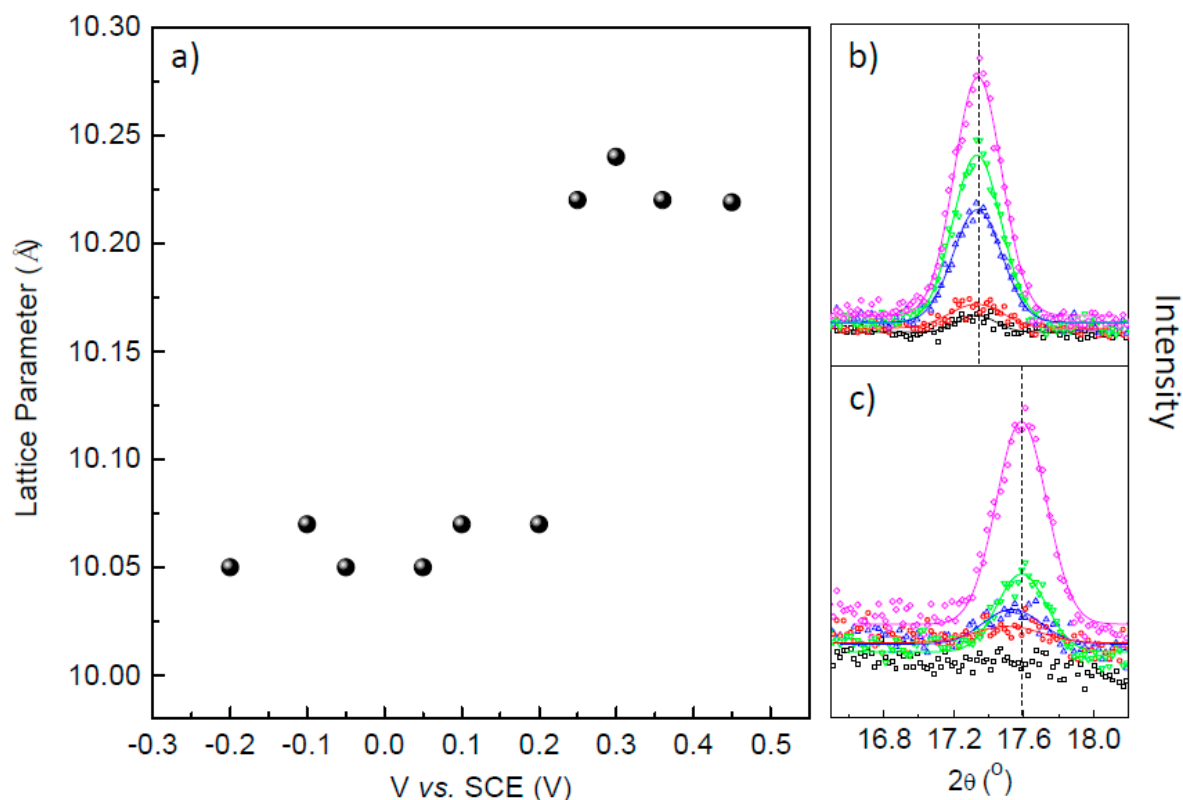 a)
10.30
10.25
10.20
10.15
10.10
10.05
10.00
Lattice Parameter (Å)
-0.3 -0.2 -0.1 0.0 0.1 0.2 0.3 0.4 0.5
V vs. SCE (V)
b)
c)
Intensity
16.8 17.2 17.6 18.0
2θ (°)